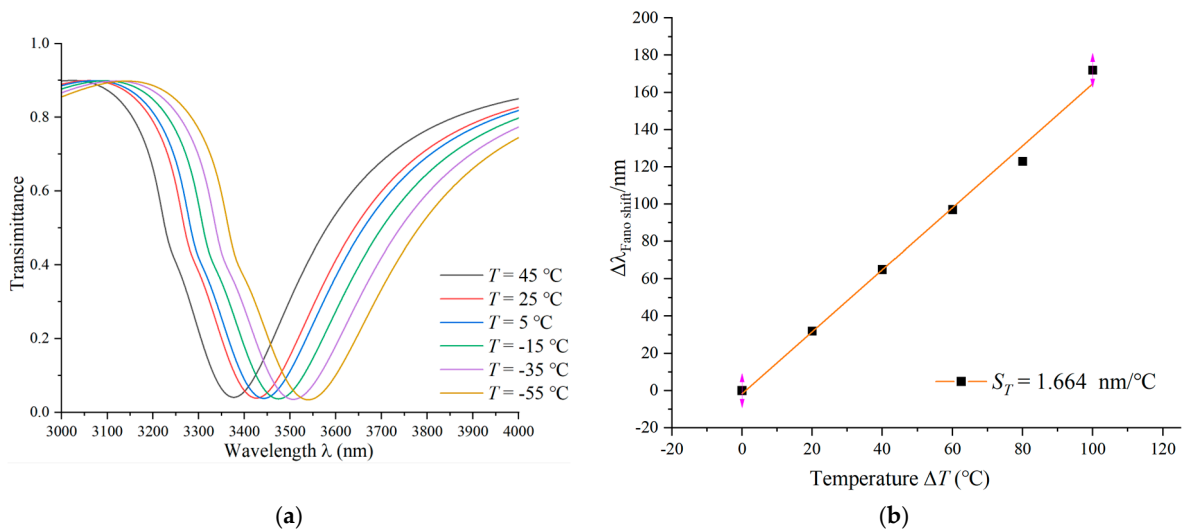 1.0
0.8
0.6
0.4
0.2
0.0
Transimittance
T = 45 ℃
T = 25 ℃
T = 5 ℃
T = -15 ℃
T = -35 ℃
T = -55 ℃
3000 3100 3200 3300 3400 3500 3600 3700 3800 3900 4000
Wavelength λ (nm)
(a)
200
180
160
140
120
100
80
60
40
20
0
-20
Δλ_Fano shift/nm
S_T = 1.664 nm/℃
-20 0 20 40 60 80 100 120
Temperature ΔT (℃)
(b)